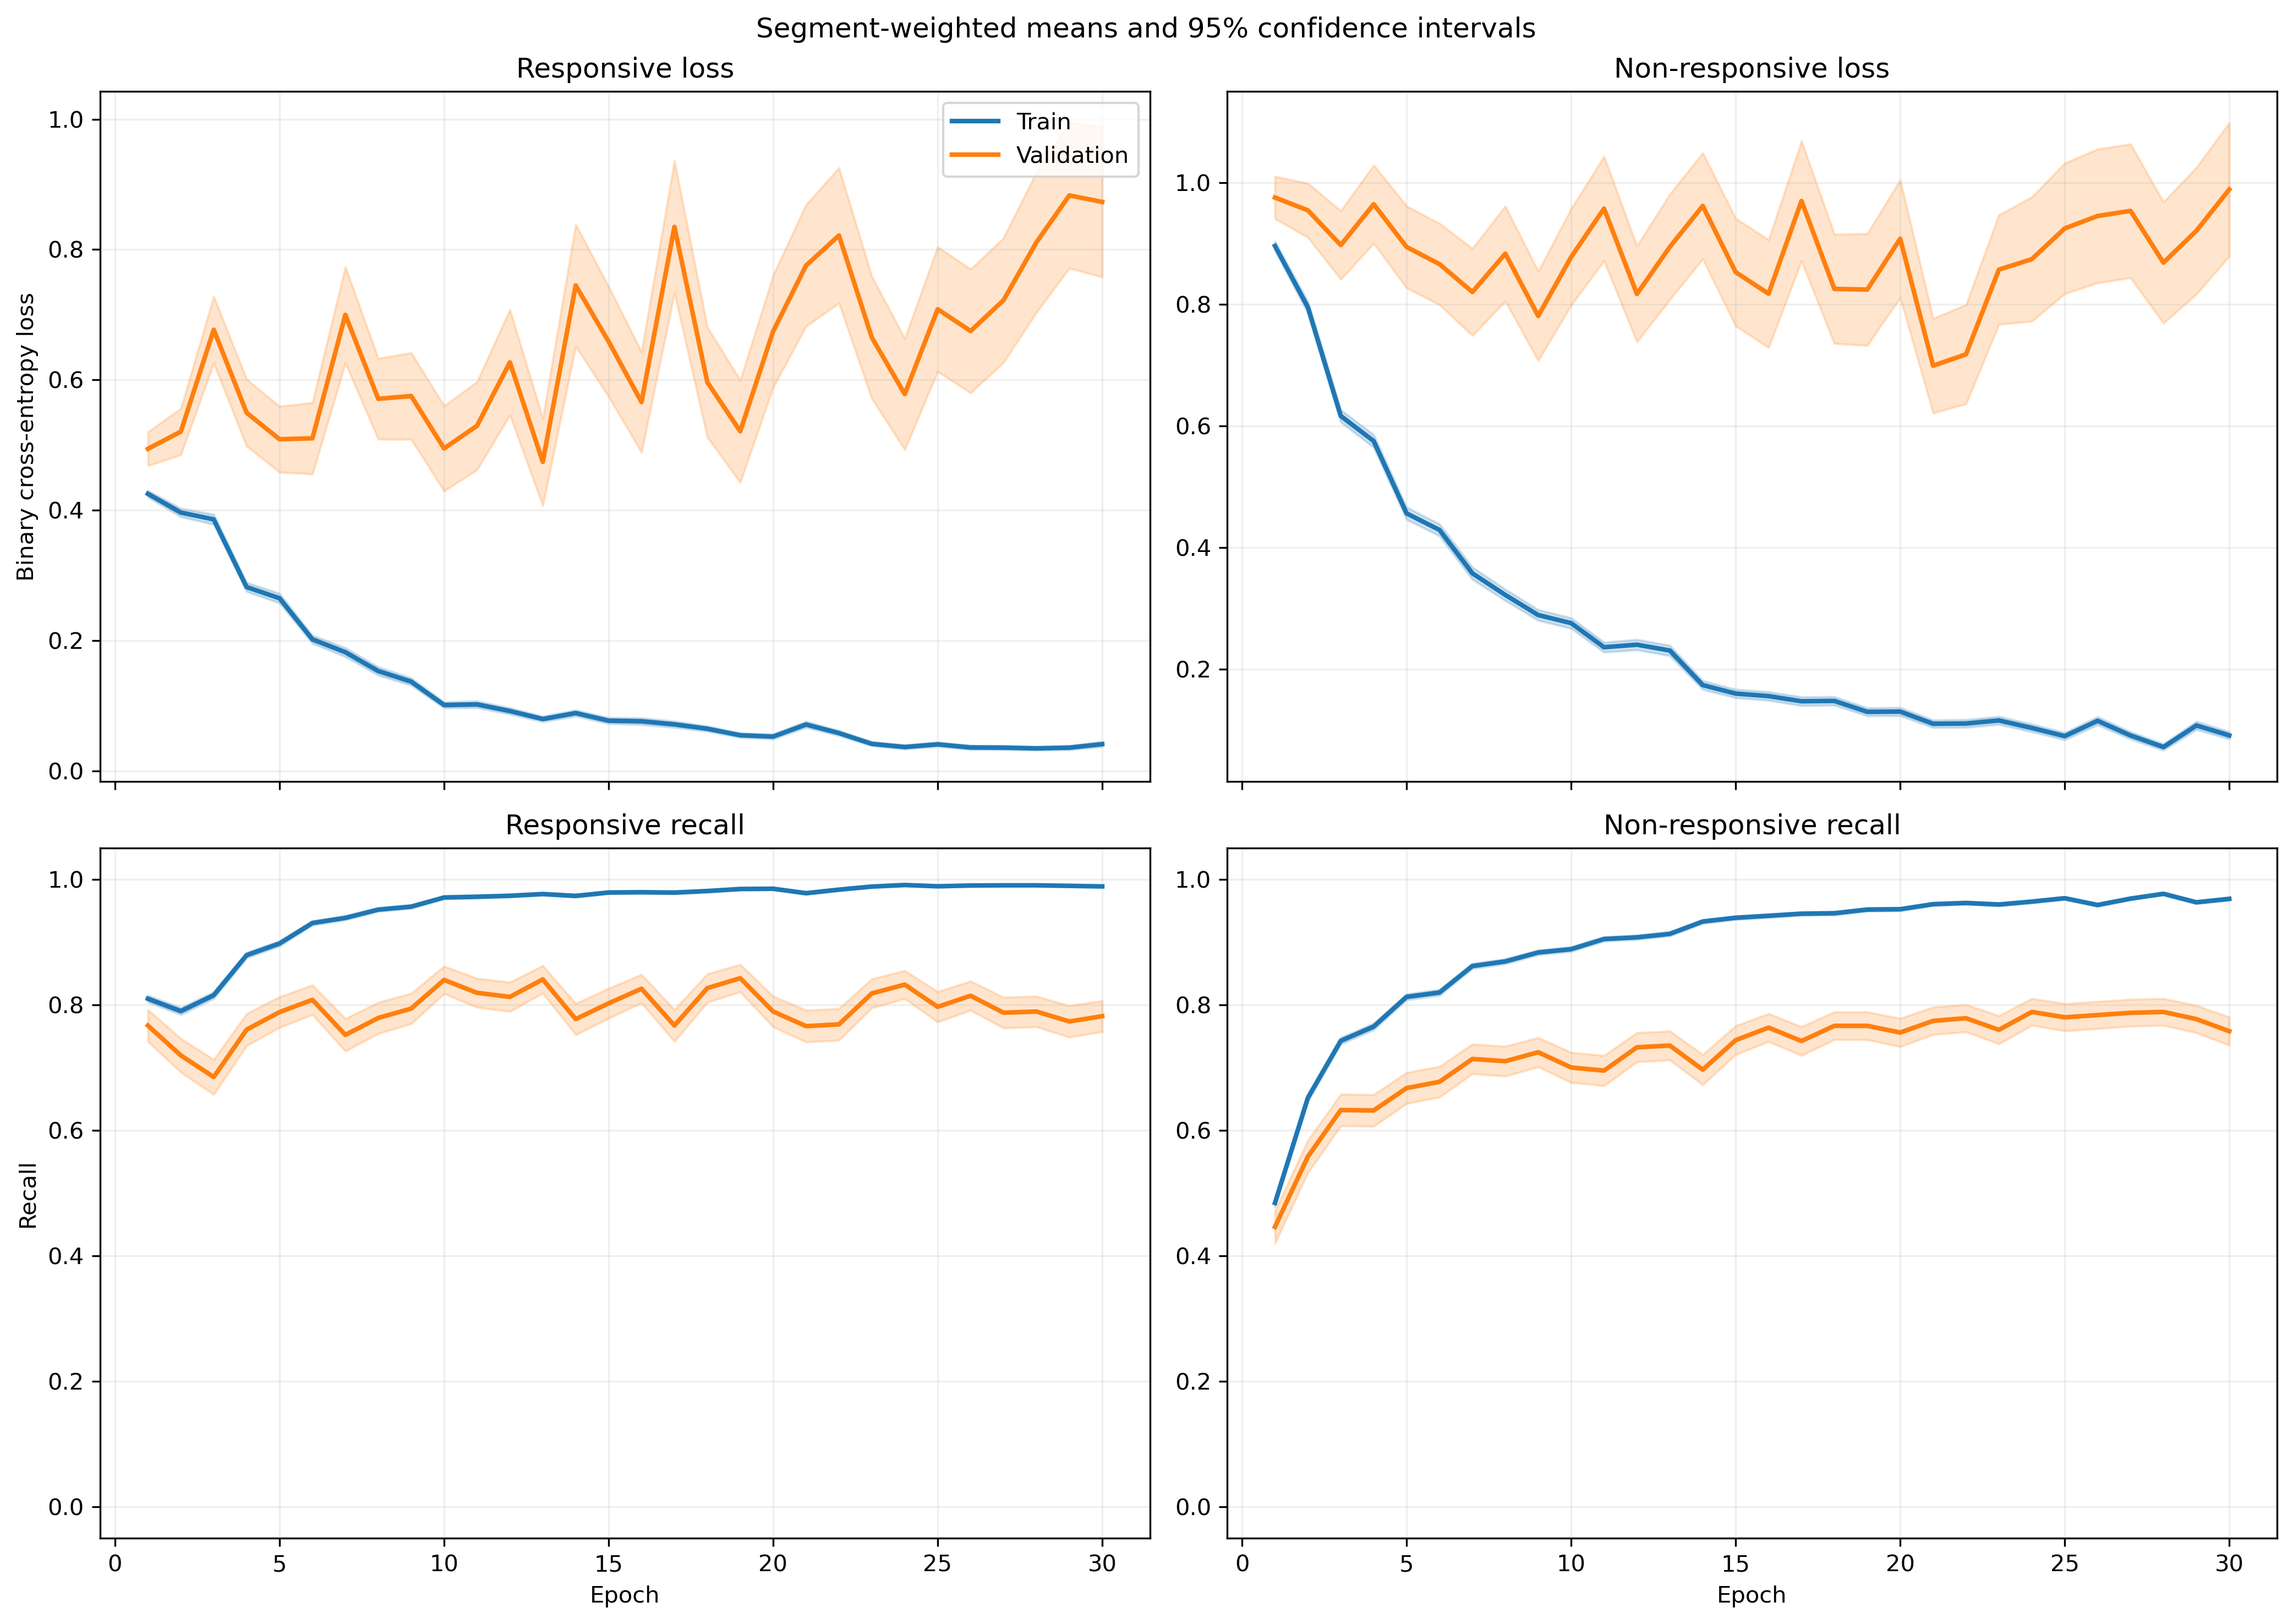 Segment-weighted means and 95% confidence intervals
Responsive loss
Non-responsive loss
Train
Validation
1.0
0.8
0.6
0.4
0.2
0.0
Binary cross-entropy loss
1.0
0.8
0.6
0.4
0.2
Responsive recall
Non-responsive recall
1.0
0.8
0.6
0.4
0.2
0.0
Recall
0 5 10 15 20 25 30
Epoch
1.0
0.8
0.6
0.4
0.2
0.0
0 5 10 15 20 25 30
Epoch